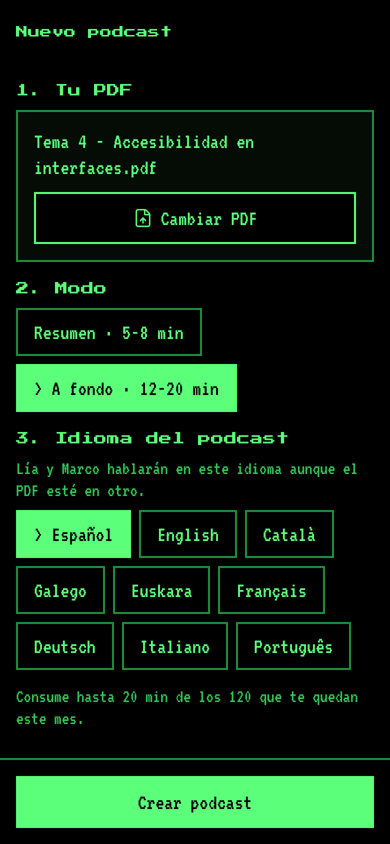 Nuevo podcast
1. Tu PDF
Tema 4 - Accesibilidad en
interfaces.pdf
Cambiar PDF
2. Modo
Resumen · 5-8 min
> A fondo · 12-20 min
3. Idioma del podcast
Lía y Marco hablarán en este idioma aunque el
PDF esté en otro.
> Español English Català
Galego Euskara Français
Deutsch Italiano Português
Consume hasta 20 min de los 120 que te quedan
este mes.
Crear podcast